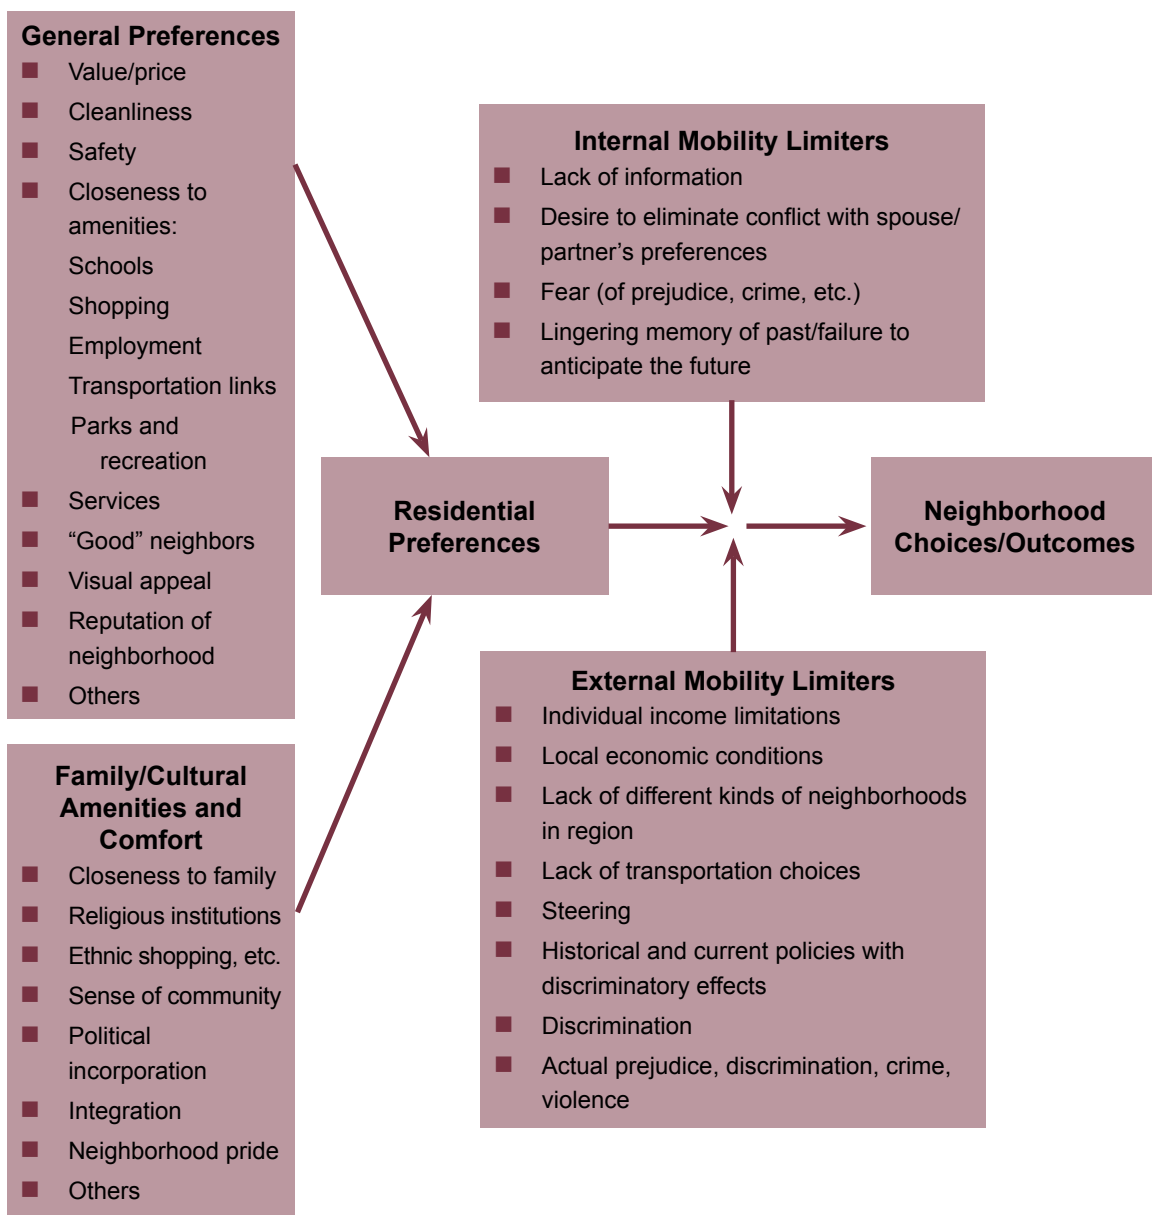 General Preferences
■ Value/price
■ Cleanliness
■ Safety
■ Closeness to
amenities:
Schools
Shopping
Employment
Transportation links
Parks and
recreation
■ Services
■ “Good” neighbors
■ Visual appeal
■ Reputation of
neighborhood
■ Others
Family/Cultural
Amenities and
Comfort
■ Closeness to family
■ Religious institutions
■ Ethnic shopping, etc.
■ Sense of community
■ Political
incorporation
■ Integration
■ Neighborhood pride
■ Others
Residential
Preferences
Internal Mobility Limiters
■ Lack of information
■ Desire to eliminate conflict with spouse/
partner’s preferences
■ Fear (of prejudice, crime, etc.)
■ Lingering memory of past/failure to
anticipate the future
External Mobility Limiters
■ Individual income limitations
■ Local economic conditions
■ Lack of different kinds of neighborhoods
in region
■ Lack of transportation choices
■ Steering
■ Historical and current policies with
discriminatory effects
■ Discrimination
■ Actual prejudice, discrimination, crime,
violence
Neighborhood
Choices/Outcomes